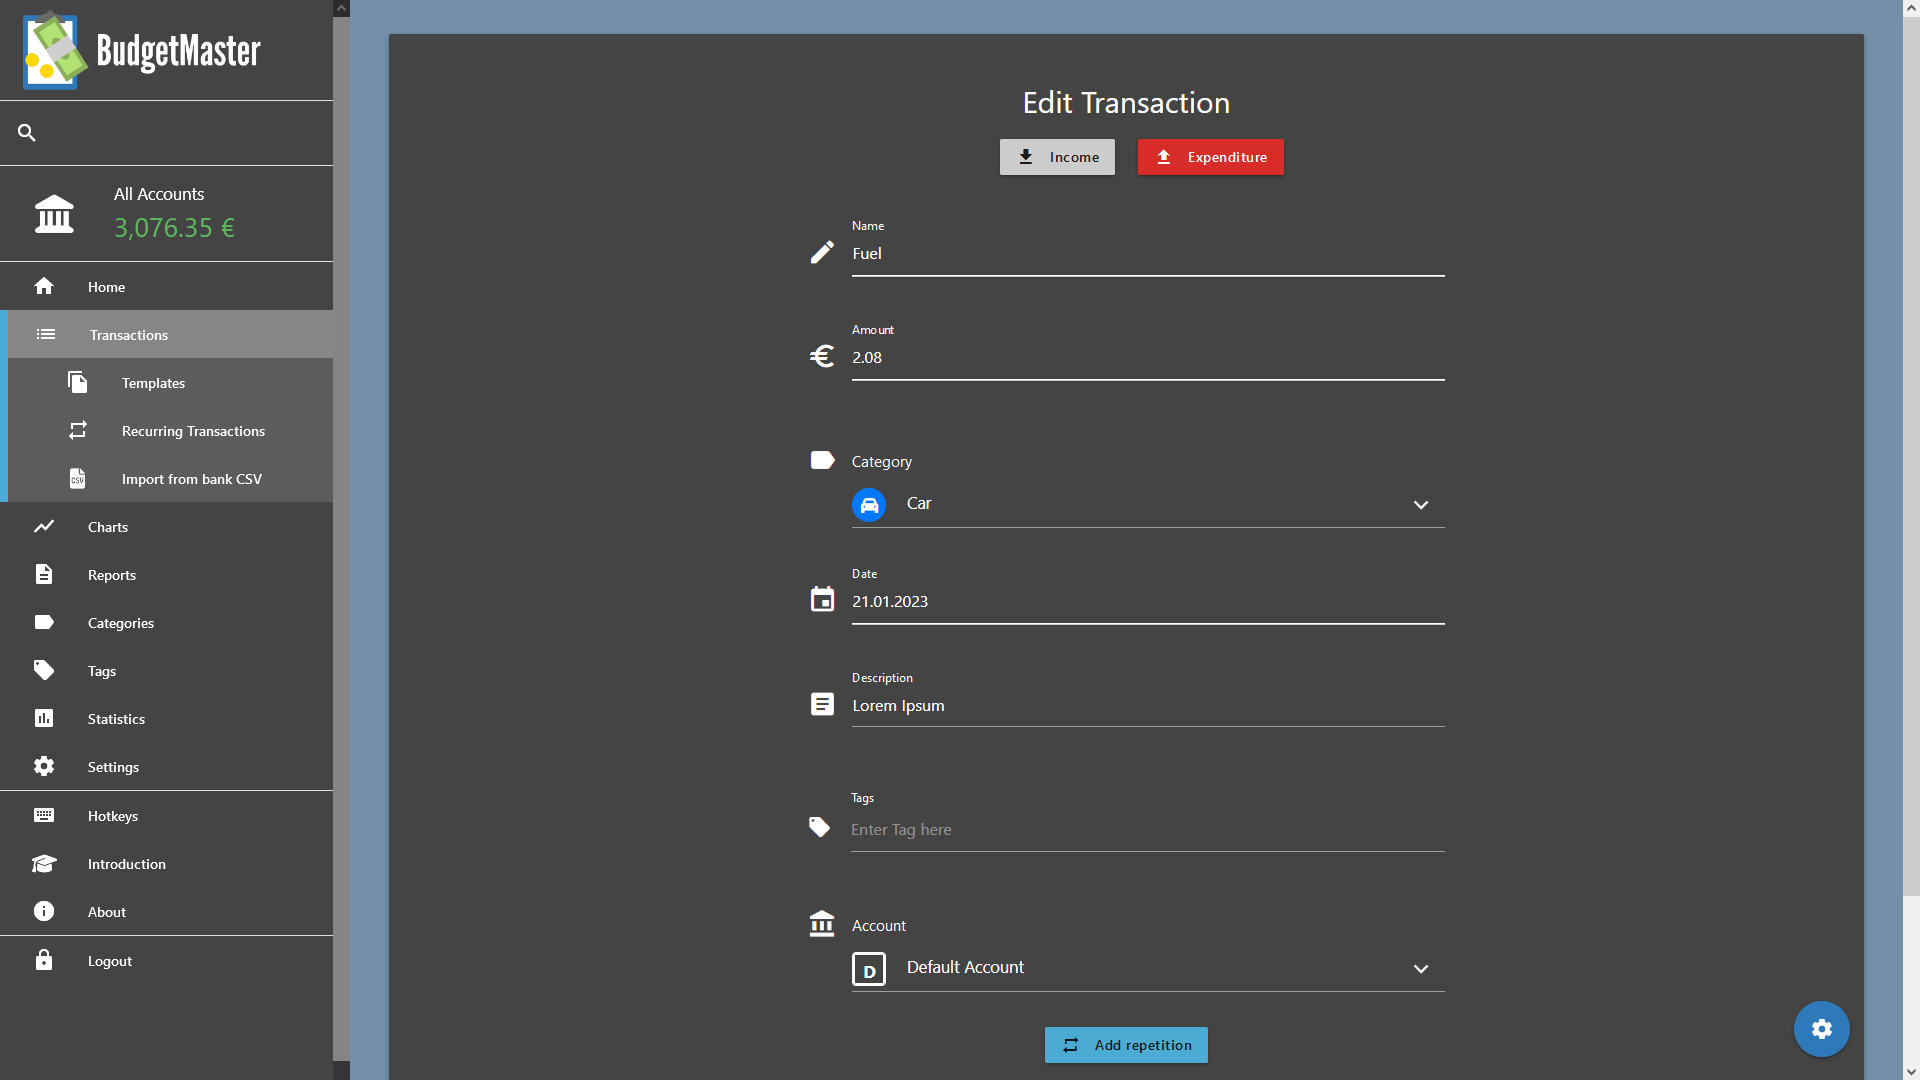 BudgetMaster
All Accounts
3,076.35 €
Home
Transactions
Templates
Recurring Transactions
CSV
Import from bank CSV
Charts
Reports
Categories
Tags
Statistics
Settings
Hotkeys
Introduction
About
Logout
Edit Transaction
Income
Expenditure
Name
Fuel
Amount
€
2.08
Category
Car
Date
21.01.2023
Description
Lorem Ipsum
Tags
Enter Tag here
Account
D
Default Account
Add repetition